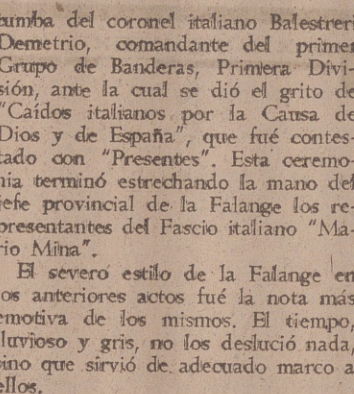 tumba del coronel italiano Balestreri
Demetrio, comandante del primer
Grupo de Banderas, Primera Divi-
sión, ante la cual se dió el grito de
"Caídos italianos por la Causa de
Dios y de España", que fué contes-
tado con "Presentes". Esta ceremo-
nia terminó estrechando la mano del
jefe provincial de la Falange los re-
presentantes del Fascio italiano "Ma-
rio Mina".
El severo estilo de la Falange en
los anteriores actos fué la nota más
emotiva de los mismos. El tiempo,
lluvioso y gris, no los deslució nada,
sino que sirvió de adecuado marco a
ellos.